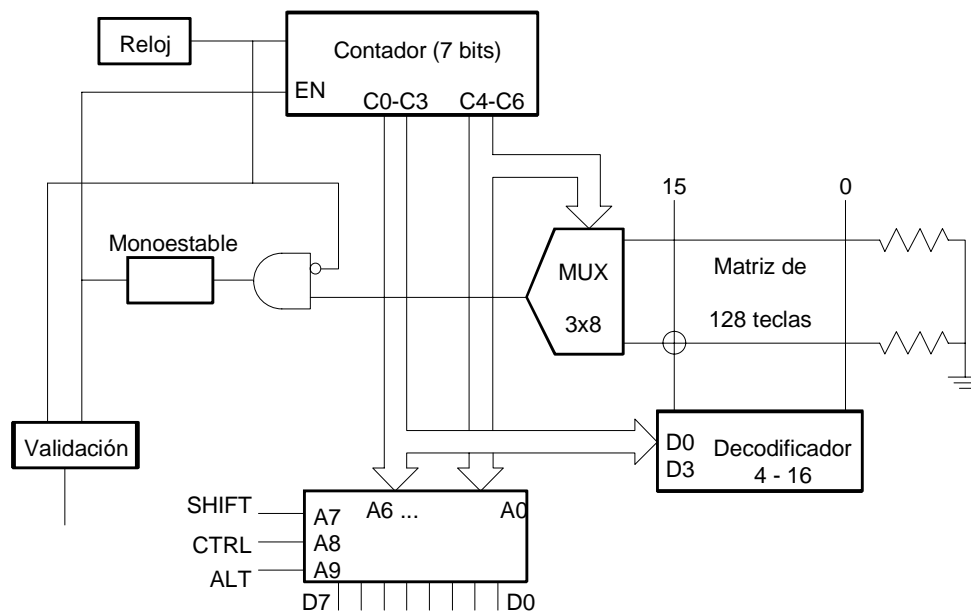 Reloj
Contador (7 bits)
EN
C0-C3
C4-C6
15
0
Monoestable
MUX
3x8
Matriz de
128 teclas
Validación
D0
D3
Decodificador
4 - 16
SHIFT
CTRL
ALT
A7
A8
A9
A6 ...
A0
D7
D0